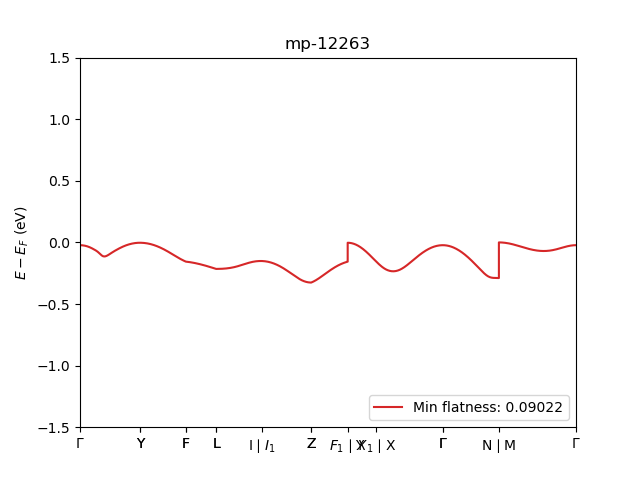 mp-12263
1.5
1.0
0.5
0.0
−0.5
−1.0
−1.5
E − E_F (eV)
Min flatness: 0.09022
Γ Y F L I | I₁ Z F₁ | Y X₁ | X Γ N | M Γ